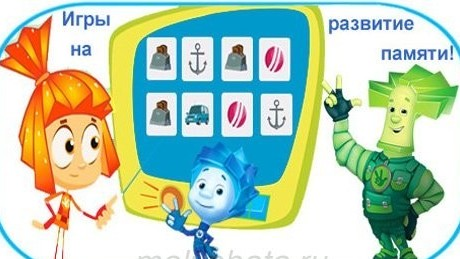 Игры развитие
на памяти!